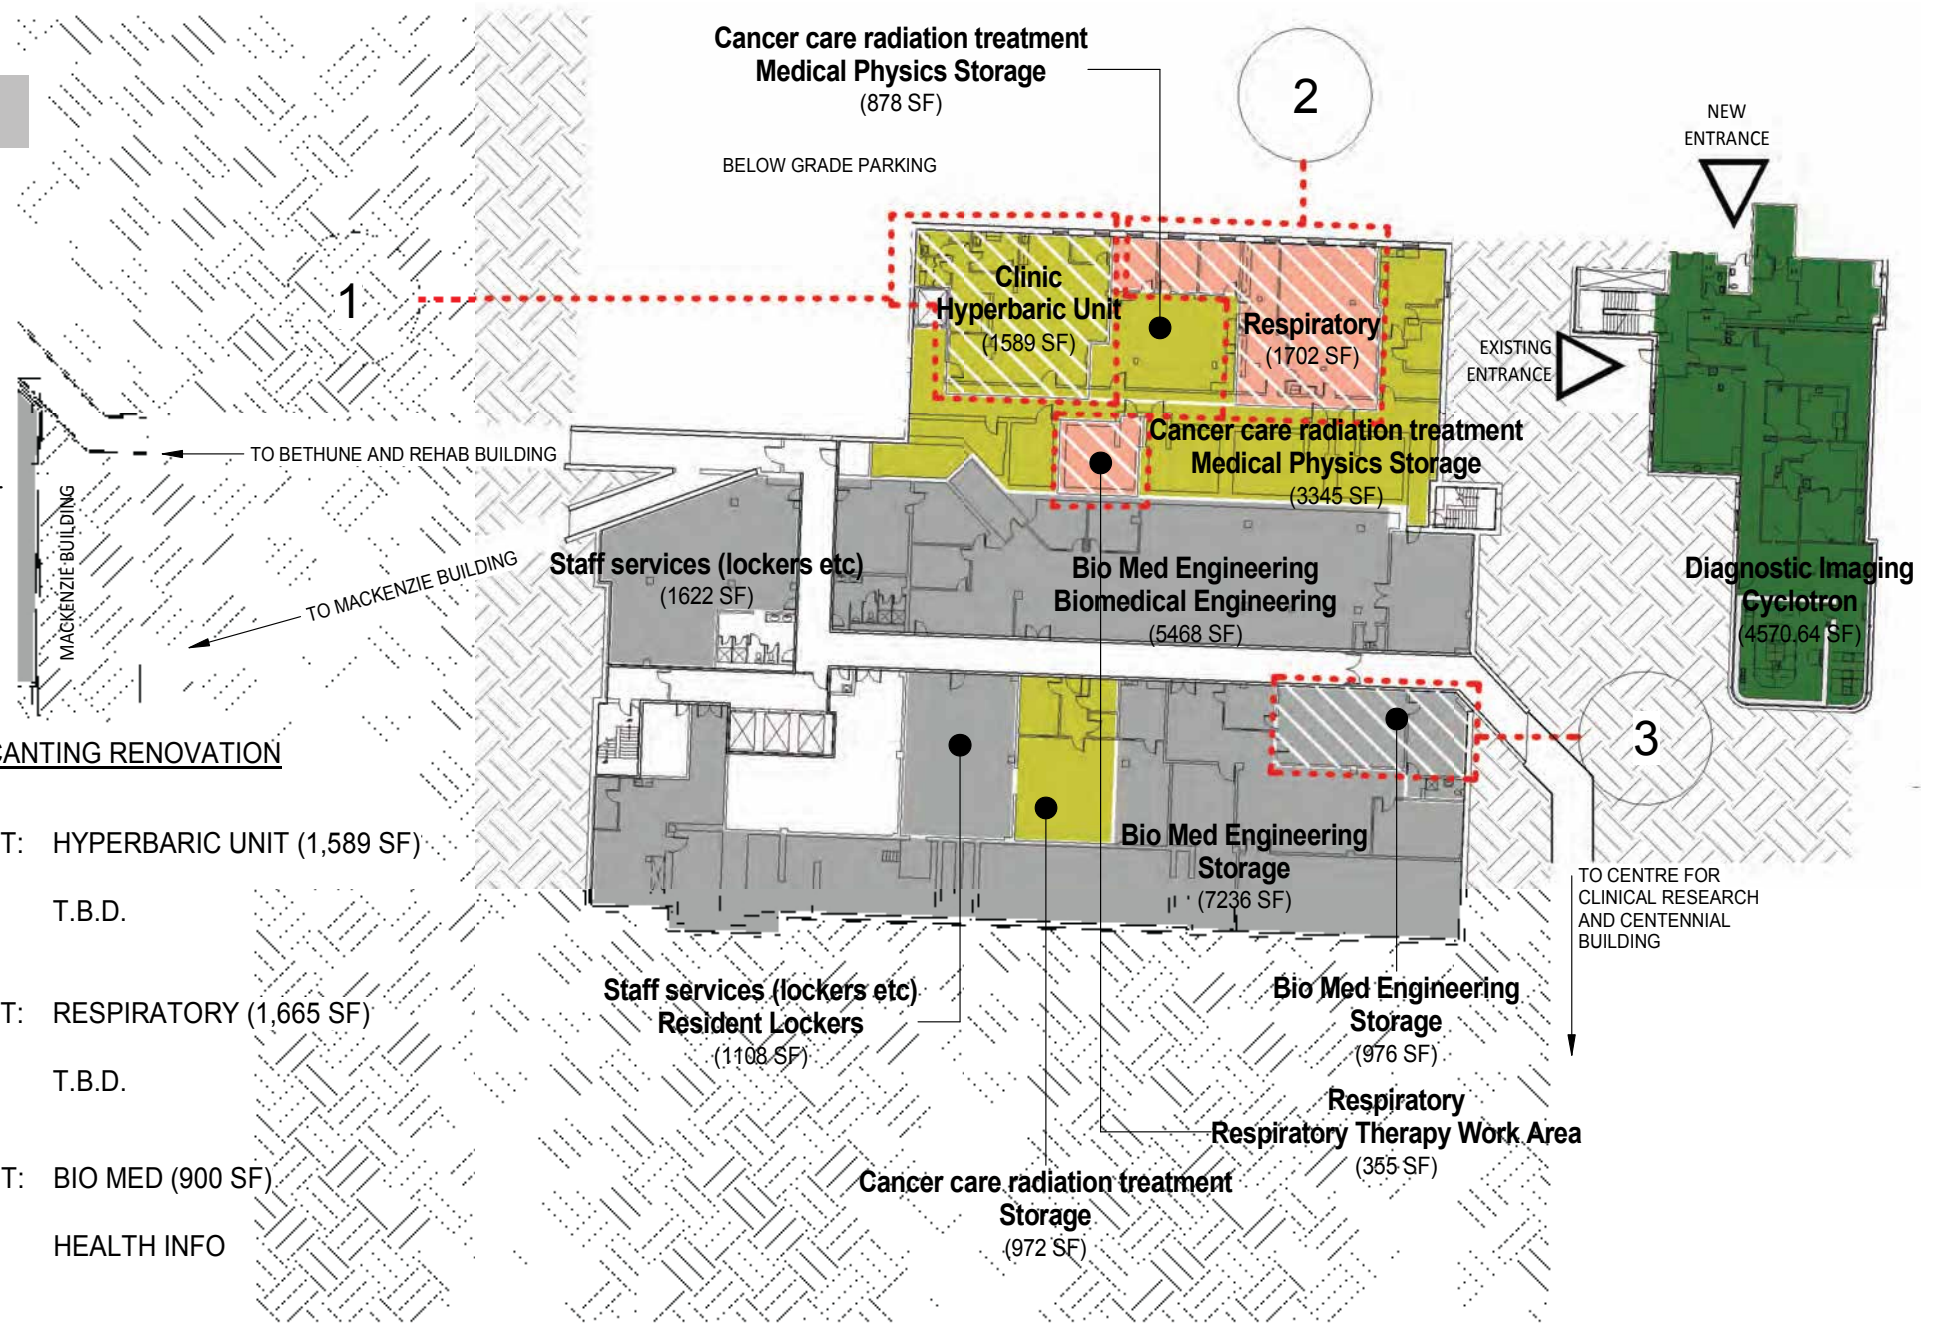 Cancer care radiation treatment
Medical Physics Storage
(878 SF)
2
NEW
ENTRANCE
BELOW GRADE PARKING
1
Clinic
Hyperbaric Unit
(1589 SF)
Respiratory
(1702 SF)
EXISTING
ENTRANCE
Cancer care radiation treatment
Medical Physics Storage
(3345 SF)
TO BETHUNE AND REHAB BUILDING
MACKENZIE BUILDING
TO MACKENZIE BUILDING
Staff services (lockers etc)
(1622 SF)
Bio Med Engineering
Biomedical Engineering
(5468 SF)
Diagnostic Imaging
Cyclotron
(4570.64 SF)
3
CANTING RENOVATION
T: HYPERBARIC UNIT (1,589 SF)
T.B.D.
T: RESPIRATORY (1,665 SF)
T.B.D.
T: BIO MED (900 SF)
HEALTH INFO
Bio Med Engineering
Storage
(7236 SF)
TO CENTRE FOR
CLINICAL RESEARCH
AND CENTENNIAL
BUILDING
Staff services (lockers etc)
Resident Lockers
(1108 SF)
Bio Med Engineering
Storage
(976 SF)
Respiratory
Respiratory Therapy Work Area
(355 SF)
Cancer care radiation treatment
Storage
(972 SF)